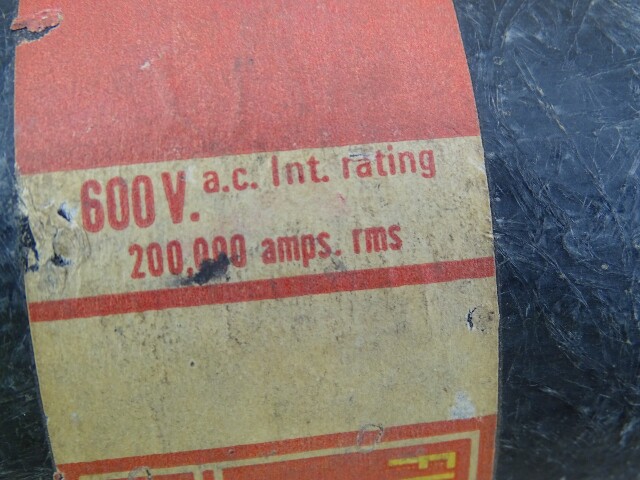 600 V. a.c. Int. rating
200,000 amps. rms